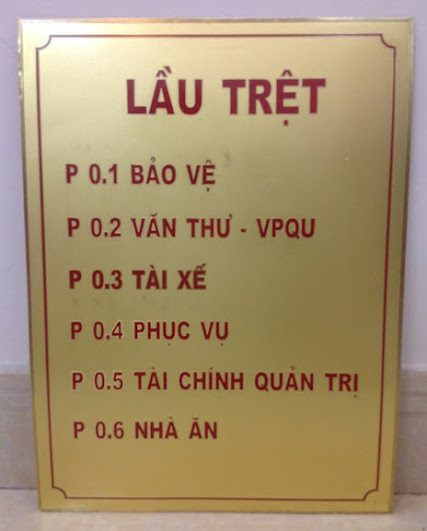 LẦU TRỆT
P 0.1 BẢO VỆ
P 0.2 VĂN THƯ - VPQU
P 0.3 TÀI XẾ
P 0.4 PHỤC VỤ
P 0.5 TÀI CHÍNH QUẢN TRỊ
P 0.6 NHÀ ĂN